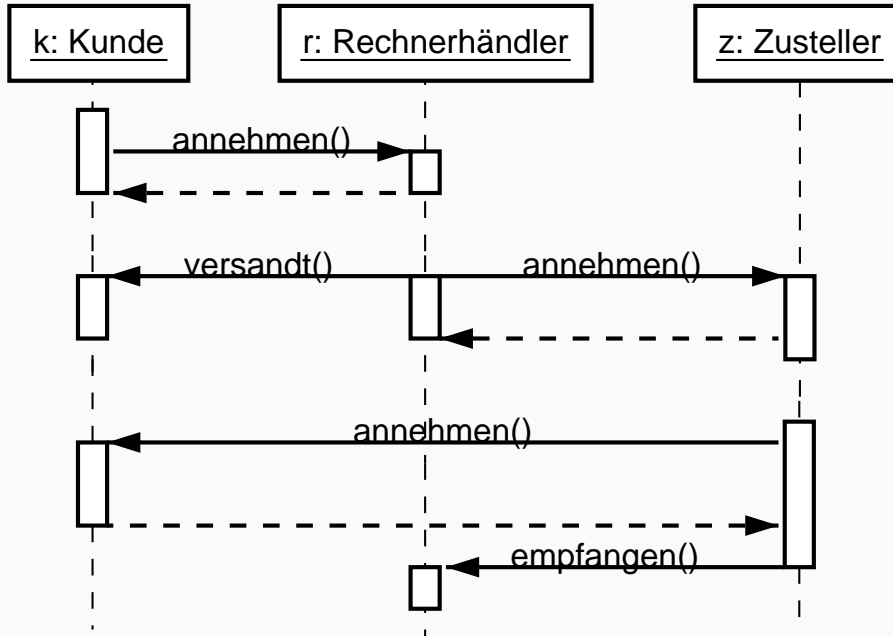 k: Kunde
r: Rechnerhändler
z: Zusteller
annehmen()
versandt()
annehmen()
annehmen()
empfangen()